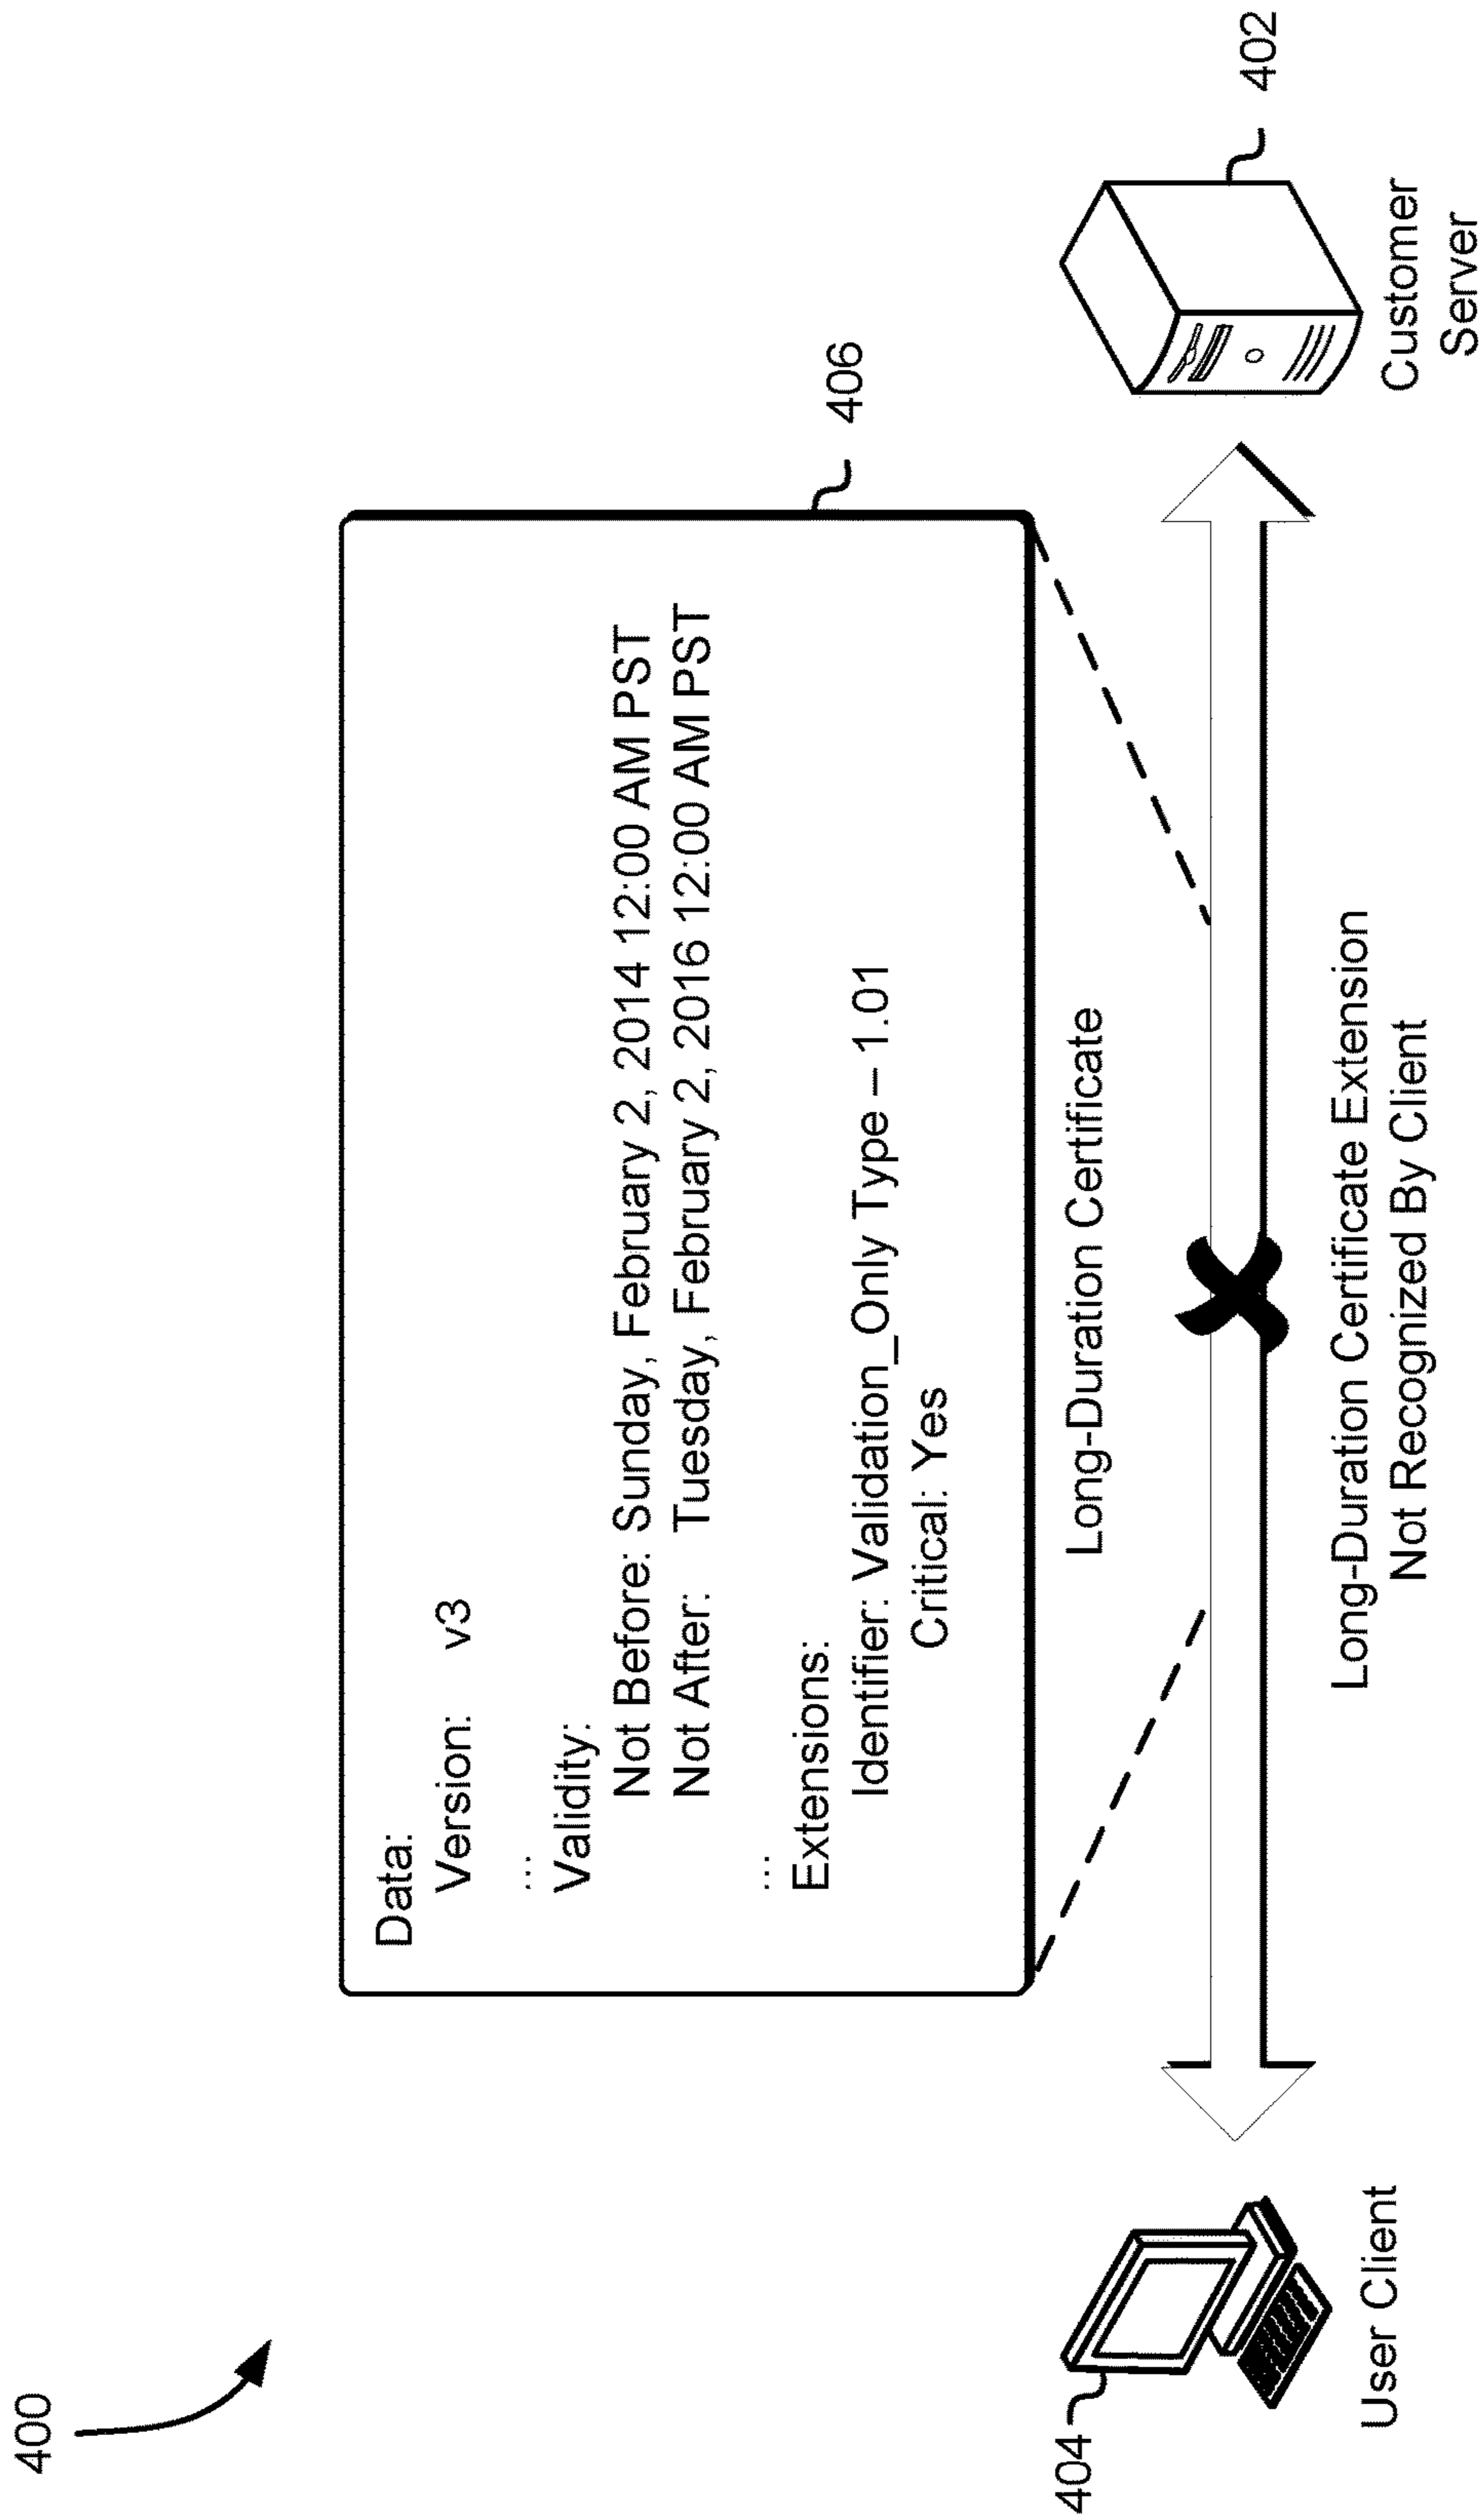 400
Data:
Version: v3
...
Validity:
Not Before: Sunday, February 2, 2014 12:00 AM PST
Not After: Tuesday, February 2, 2016 12:00 AM PST
...
Extensions:
Identifier: Validation_Only Type – 1.01
Critical: Yes
406
Long-Duration Certificate
404
402
User Client
Long-Duration Certificate Extension
Not Recognized By Client
Customer
Server